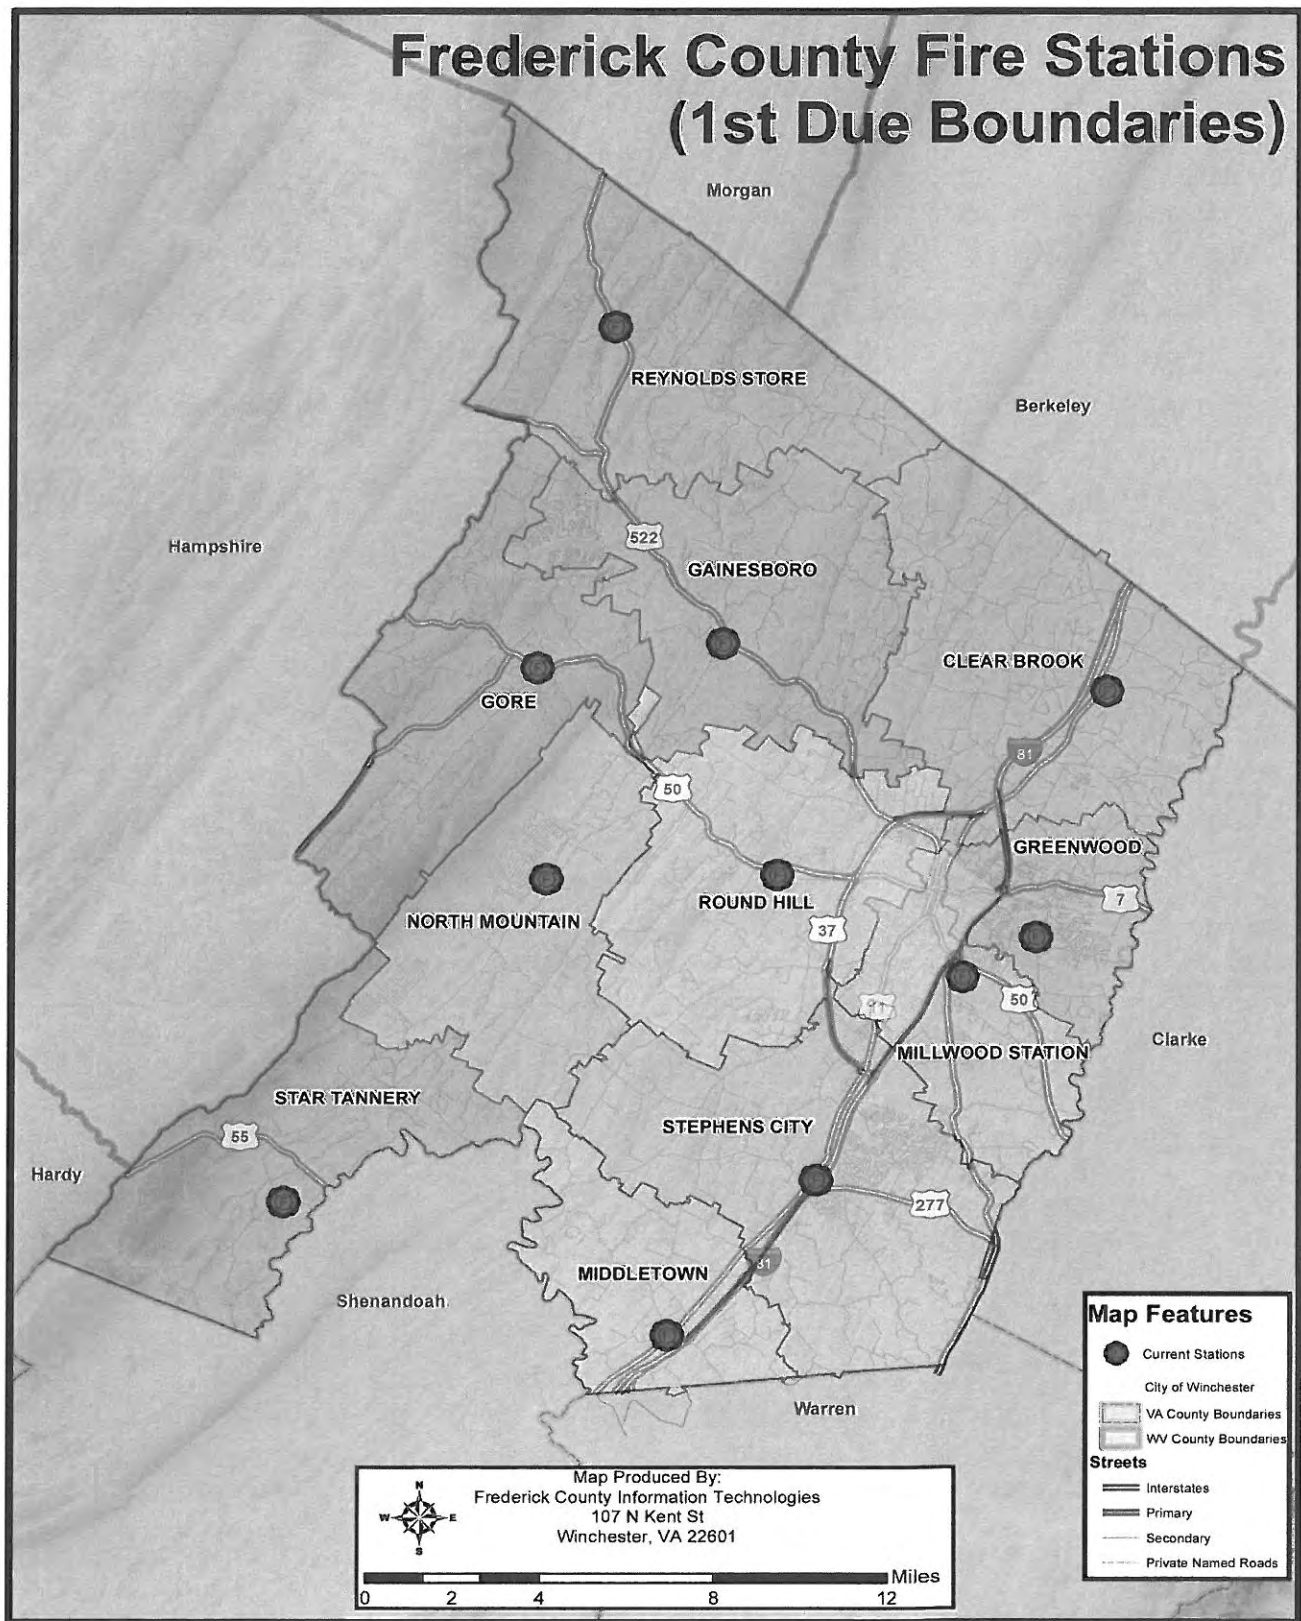 Frederick County Fire Stations
(1st Due Boundaries)
Morgan
REYNOLDS STORE
Berkeley
522
Hampshire
GAINESBORO
CLEAR BROOK
GORE
81
50
GREENWOOD
7
ROUND HILL
NORTH MOUNTAIN
37
50
Clarke
MILLWOOD STATION
STAR TANNERY
STEPHENS CITY
55
Hardy
277
MIDDLETOWN
81
Shenandoah
Warren
Map Features
Current Stations
City of Winchester
VA County Boundaries
WV County Boundaries
Streets
Interstates
Primary
Secondary
Private Named Roads
N
W E
S
Map Produced By:
Frederick County Information Technologies
107 N Kent St
Winchester, VA 22601
Miles
0 2 4 8 12